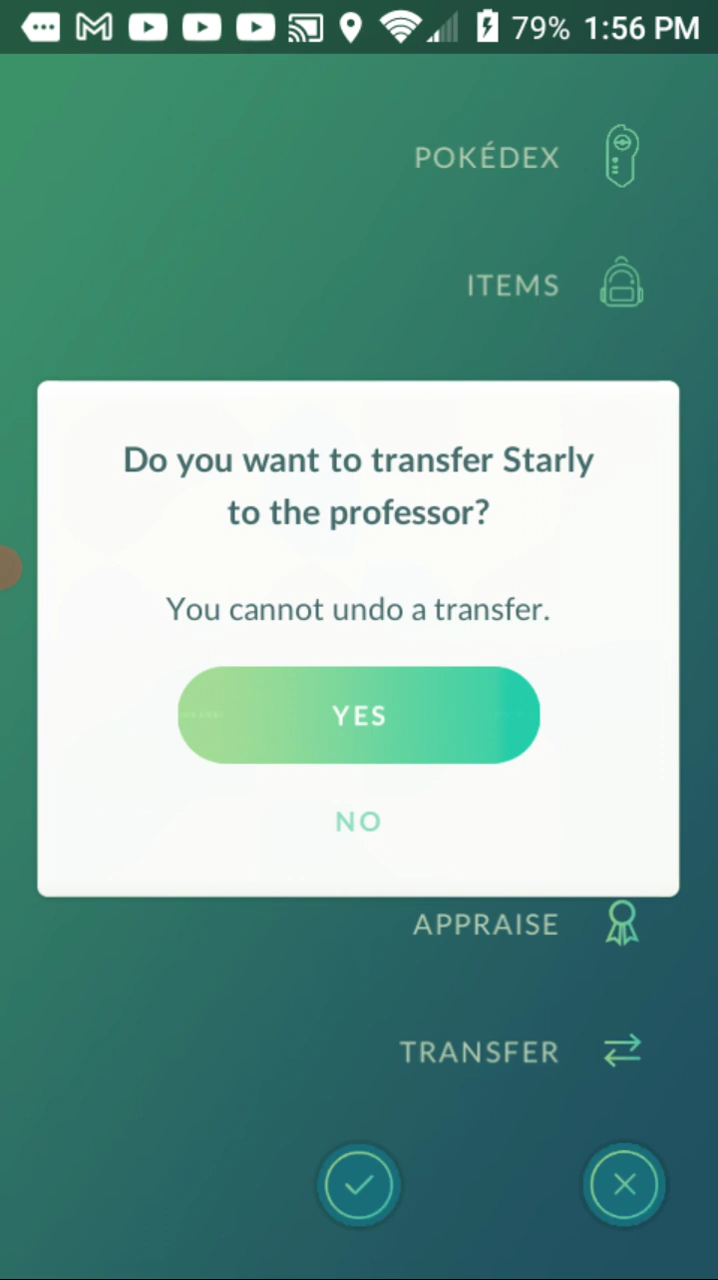 79% 1:56 PM
POKÉDEX
ITEMS
Do you want to transfer Starly
to the professor?
You cannot undo a transfer.
YES
NO
APPRAISE
TRANSFER